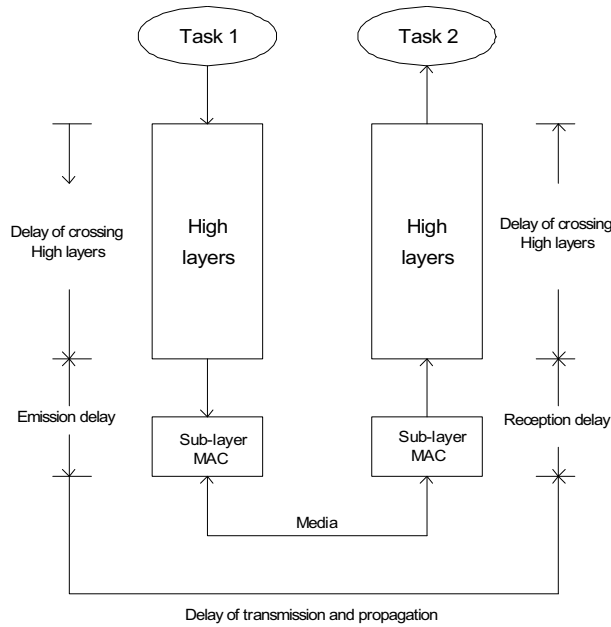 Task 1
Task 2
Delay of crossing
High layers
High
layers
High
layers
Delay of crossing
High layers
Emission delay
Sub-layer
MAC
Sub-layer
MAC
Reception delay
Media
Delay of transmission and propagation